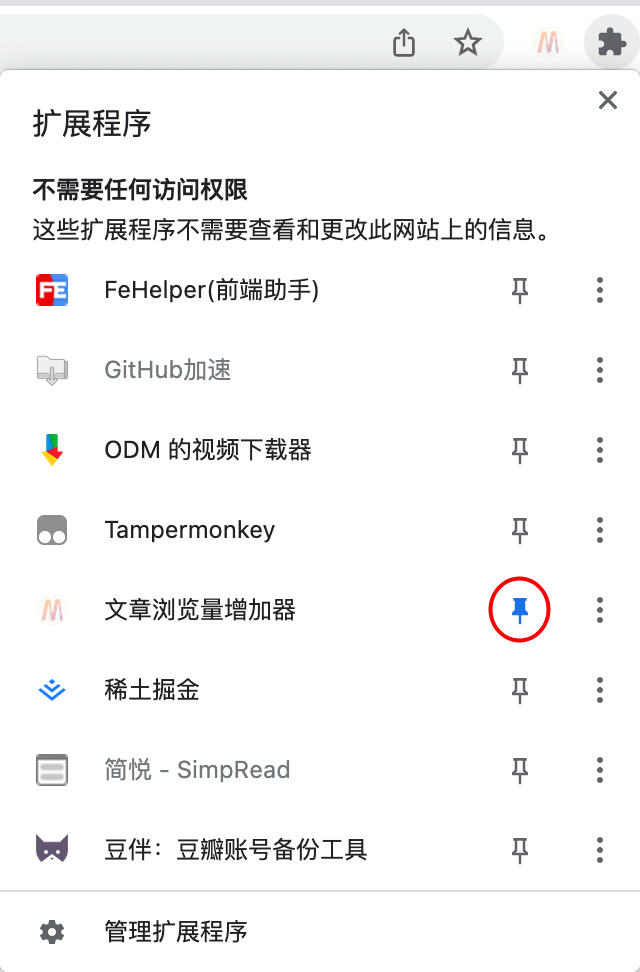 扩展程序
不需要任何访问权限
这些扩展程序不需要查看和更改此网站上的信息。
FE FeHelper(前端助手)
GitHub加速
ODM 的视频下载器
Tampermonkey
文章浏览量增加器
稀土掘金
简悦 - SimpRead
豆伴：豆瓣账号备份工具
管理扩展程序